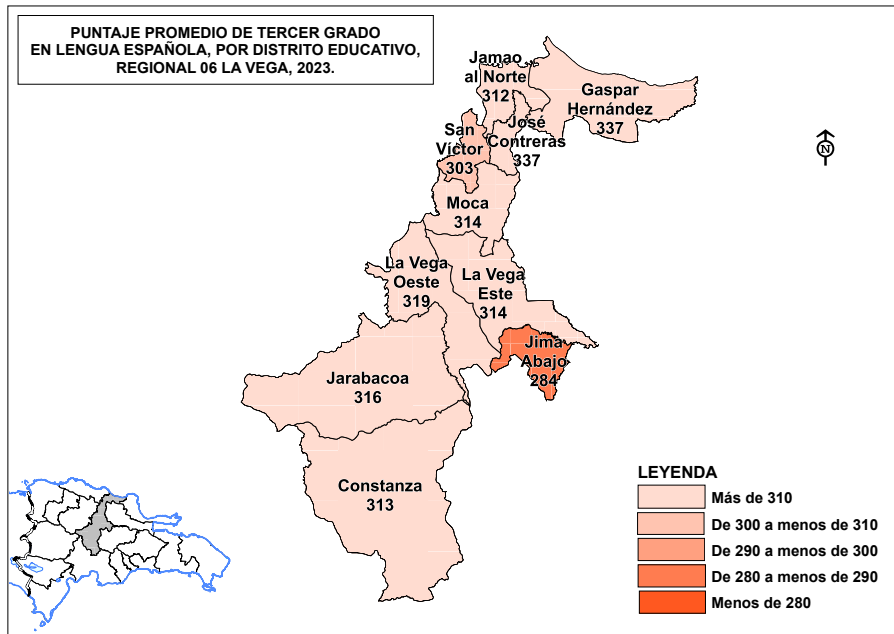 PUNTAJE PROMEDIO DE TERCER GRADO
EN LENGUA ESPAÑOLA, POR DISTRITO EDUCATIVO,
REGIONAL 06 LA VEGA, 2023.
Jamao
al Norte
312
Gaspar
Hernández
337
José
Contreras
337
San
Víctor
303
Moca
314
La Vega
Oeste
319
La Vega
Este
314
Jima
Abajo
284
Jarabacoa
316
Constanza
313
N
LEYENDA
Más de 310
De 300 a menos de 310
De 290 a menos de 300
De 280 a menos de 290
Menos de 280